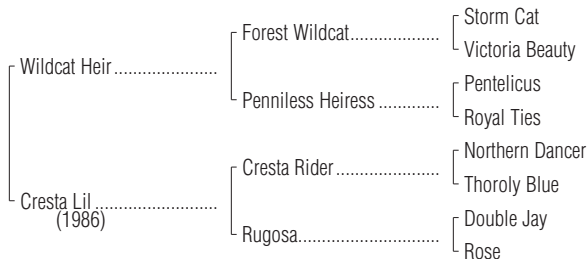 Storm Cat
Forest Wildcat....................
Victoria Beauty
Wildcat Heir.......................
Pentelicus
Penniless Heiress.............
Royal Ties
Northern Dancer
Cresta Rider.......................
Thoroly Blue
Cresta Lil...........................
(1986)
Double Jay
Rugosa...............................
Rose